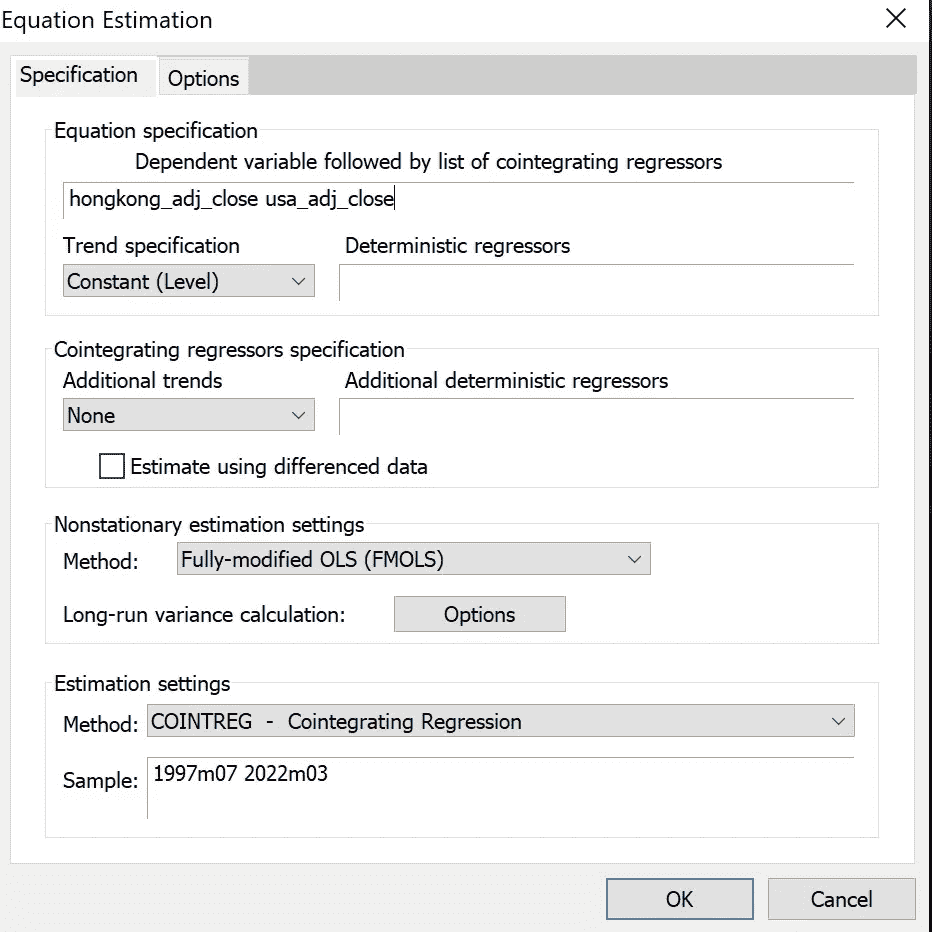 Equation Estimation
Specification
Options
Equation specification
Dependent variable followed by list of cointegrating regressors
hongkong_adj_close usa_adj_close
Trend specification
Deterministic regressors
Constant (Level)
Cointegrating regressors specification
Additional trends
Additional deterministic regressors
None
Estimate using differenced data
Nonstationary estimation settings
Method:
Fully-modified OLS (FMOLS)
Long-run variance calculation:
Options
Estimation settings
Method:
COINTREG - Cointegrating Regression
Sample:
1997m07 2022m03
OK
Cancel